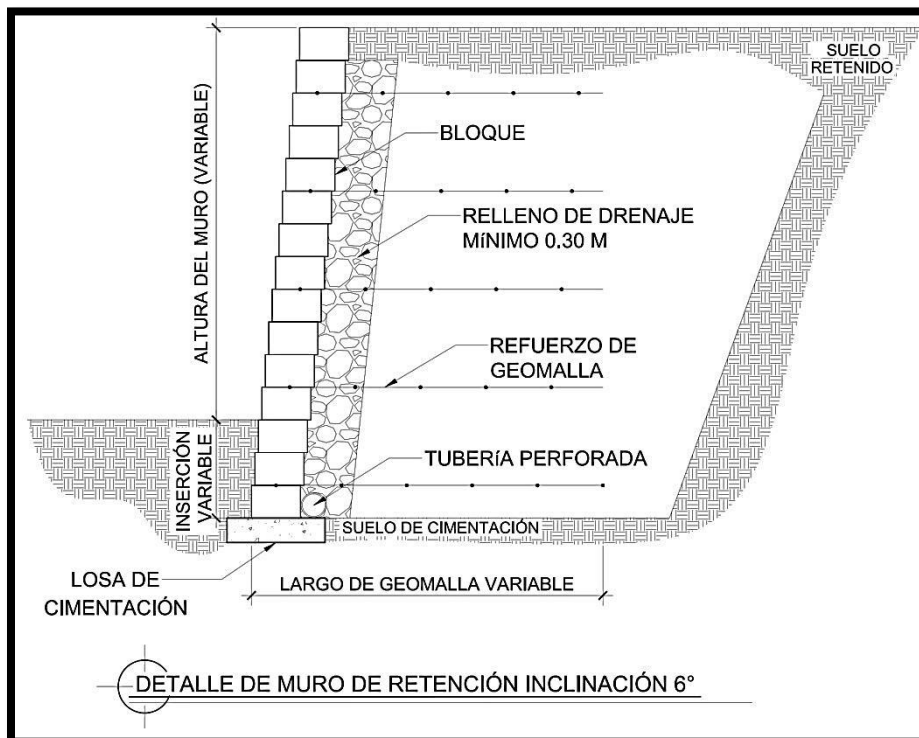 SUELO
RETENIDO
ALTURA DEL MURO (VARIABLE)
BLOQUE
RELLENO DE DRENAJE
MíNIMO 0.30 M
REFUERZO DE
GEOMALLA
INSERCIÓN
VARIABLE
TUBERíA PERFORADA
SUELO DE CIMENTACIÓN
LOSA DE
CIMENTACIÓN
LARGO DE GEOMALLA VARIABLE
DETALLE DE MURO DE RETENCIÓN INCLINACIÓN 6°